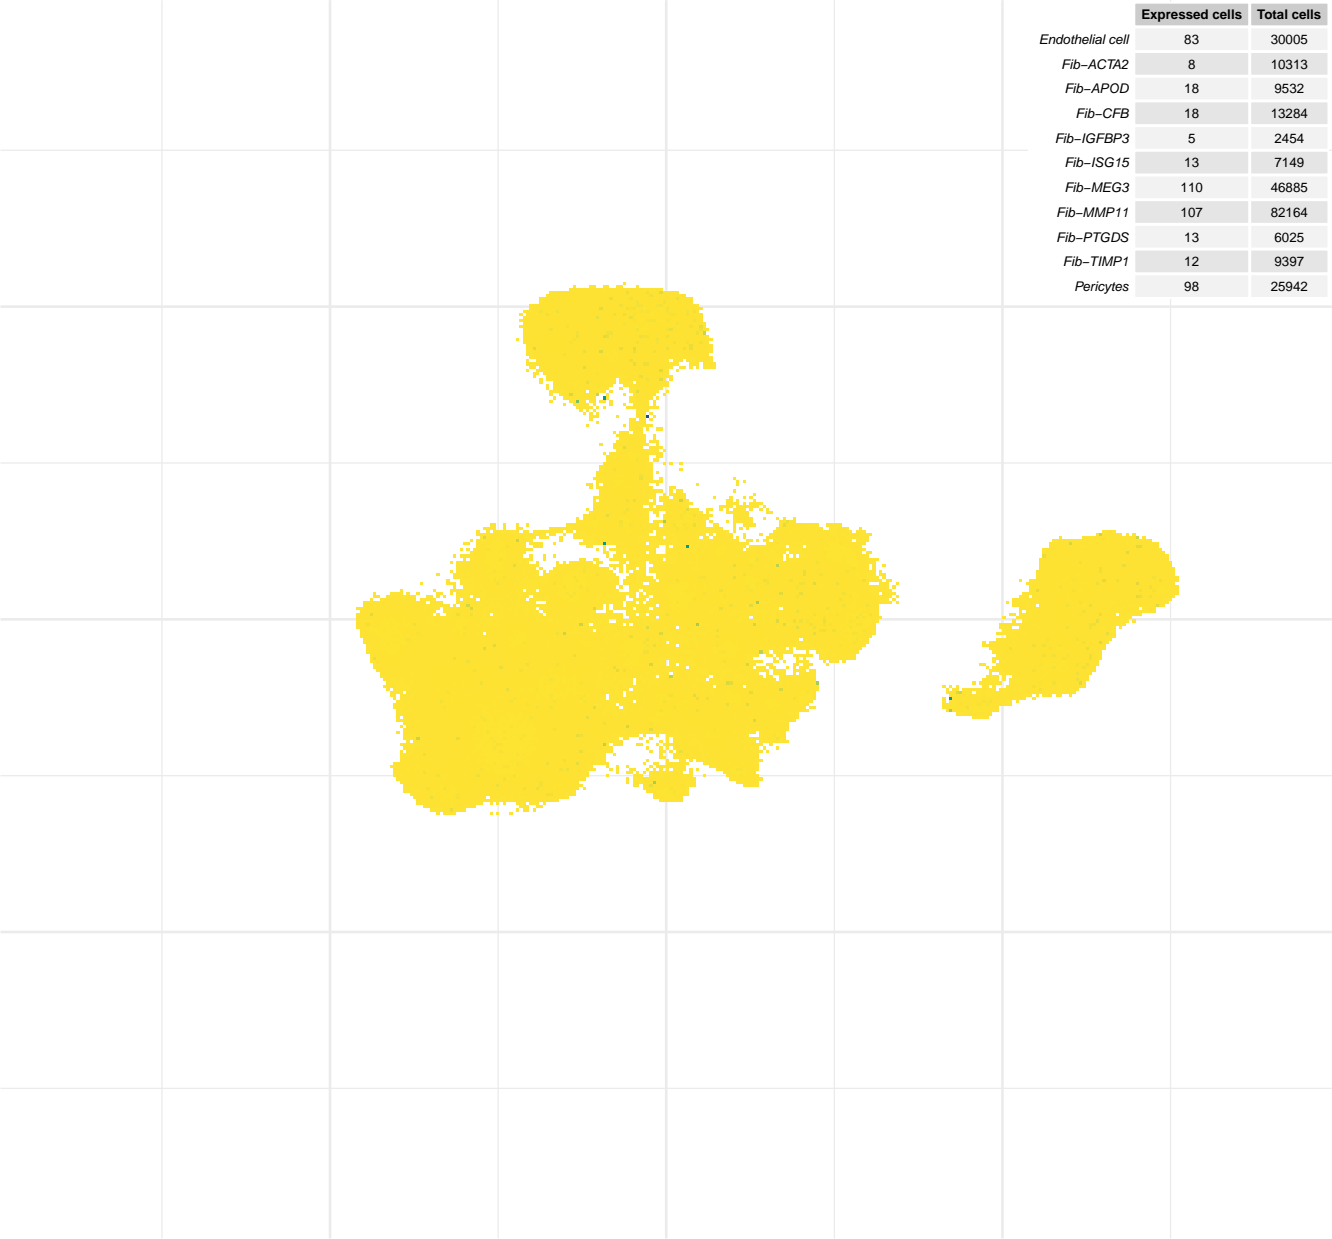 Expressed cells Total cells
Endothelial cell 83 30005
Fib−ACTA2 8 10313
Fib−APOD 18 9532
Fib−CFB 18 13284
Fib−IGFBP3 5 2454
Fib−ISG15 13 7149
Fib−MEG3 110 46885
Fib−MMP11 107 82164
Fib−PTGDS 13 6025
Fib−TIMP1 12 9397
Pericytes 98 25942